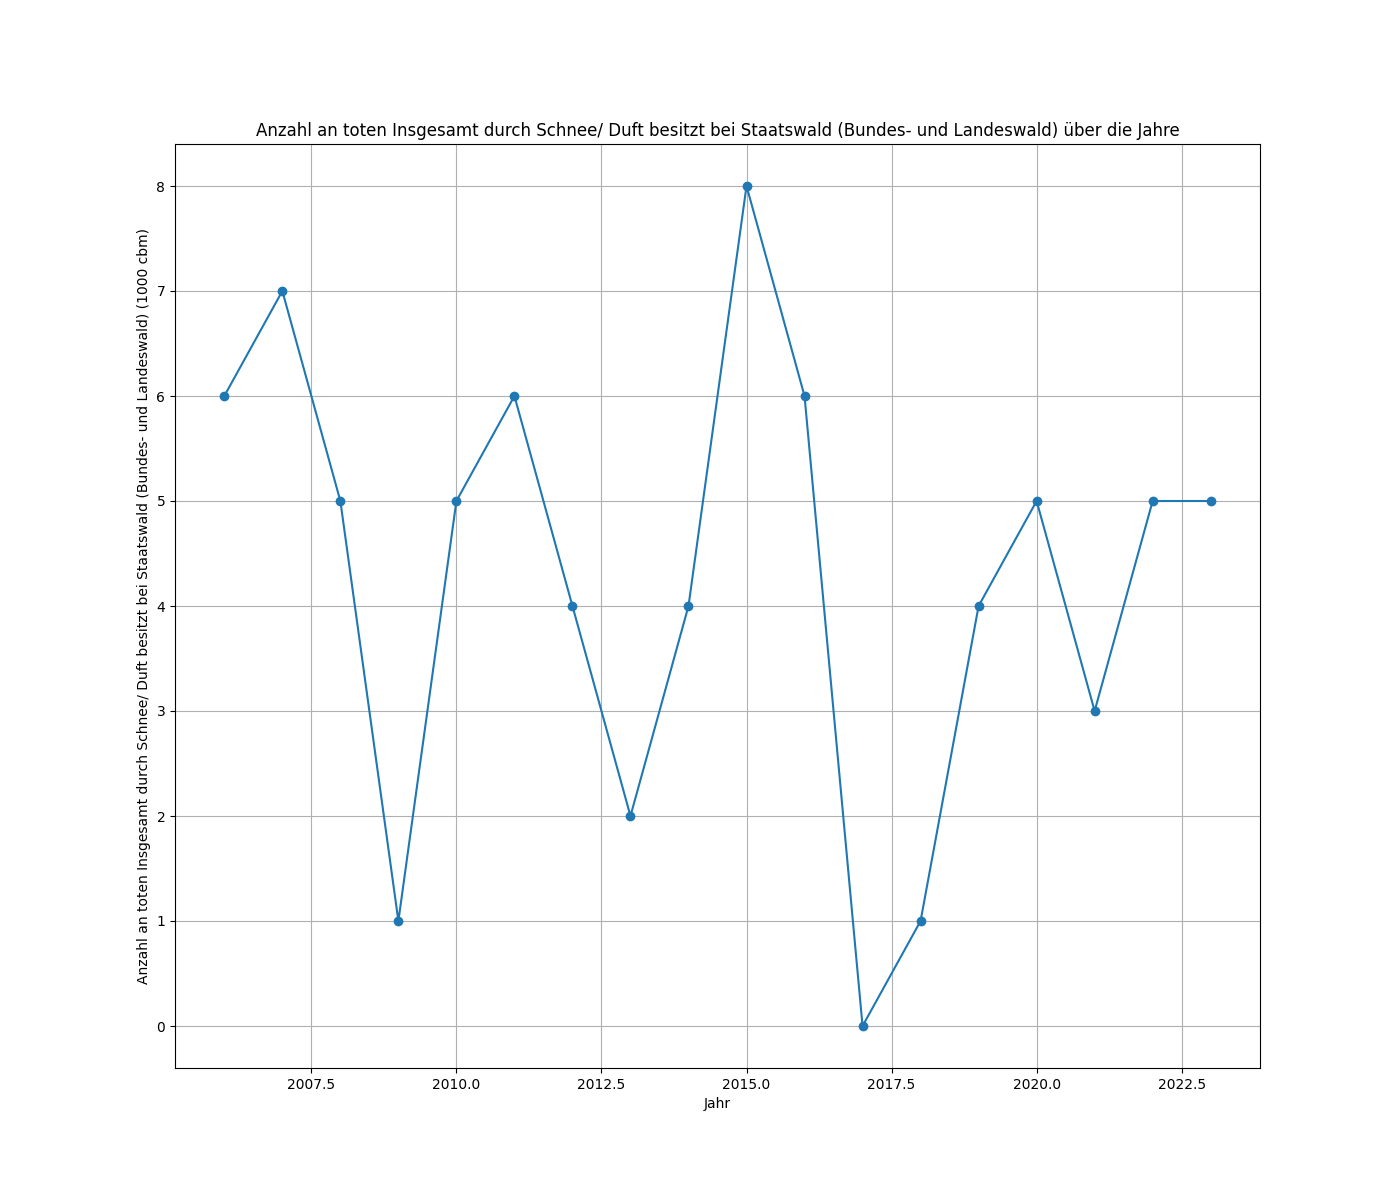 Anzahl an toten Insgesamt durch Schnee/ Duft besitzt bei Staatswald (Bundes- und Landeswald) über die Jahre
Anzahl an toten Insgesamt durch Schnee/ Duft besitzt bei Staatswald (Bundes- und Landeswald) (1000 cbm)
8
7
6
5
4
3
2
1
0
2007.5 2010.0 2012.5 2015.0 2017.5 2020.0 2022.5
Jahr